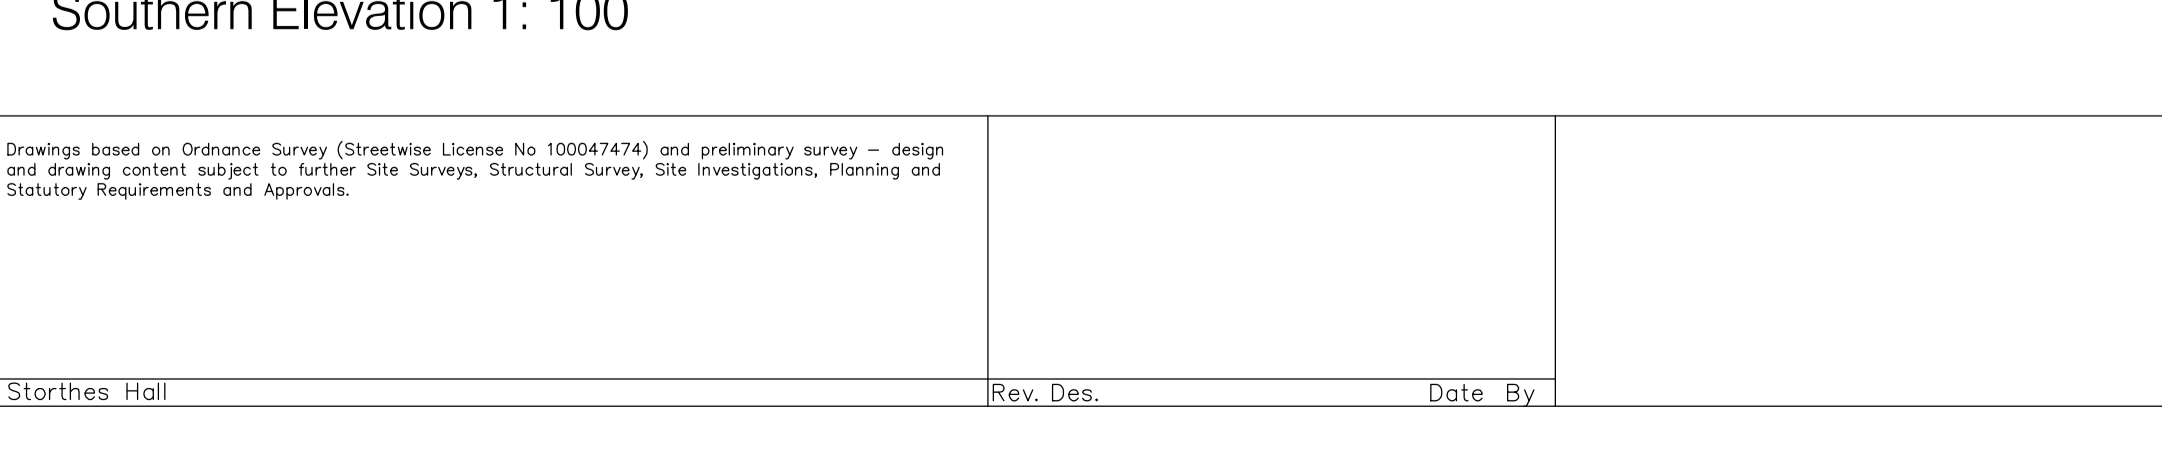 Southern Elevation 1: 100
Drawings based on Ordnance Survey (Streetwise License No 100047474) and preliminary survey – design
and drawing content subject to further Site Surveys, Structural Survey, Site Investigations, Planning and
Statutory Requirements and Approvals.
Storthes Hall
Rev. Des. Date By